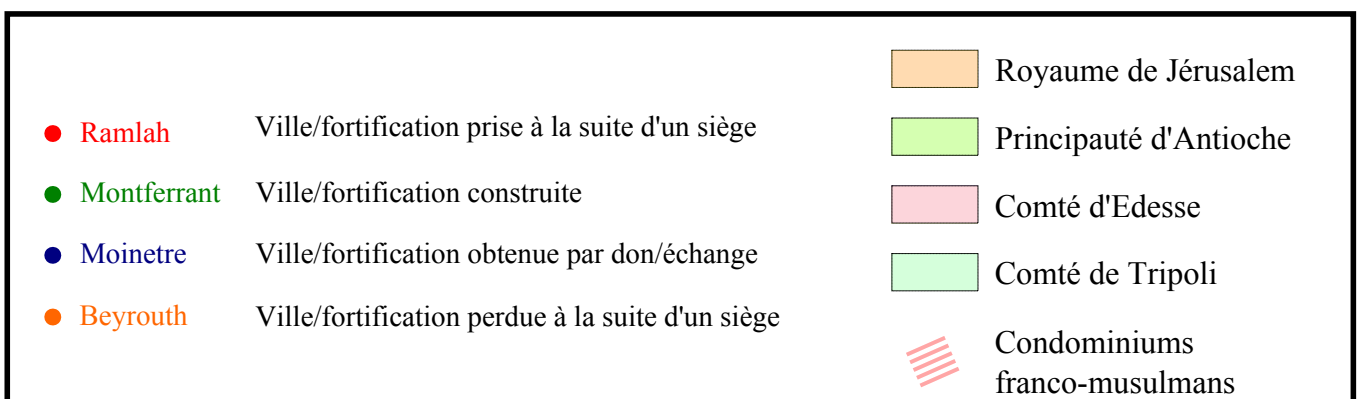 Ramlah Ville/fortification prise à la suite d'un siège
Montferrant Ville/fortification construite
Moinetre Ville/fortification obtenue par don/échange
Beyrouth Ville/fortification perdue à la suite d'un siège
Royaume de Jérusalem
Principauté d'Antioche
Comté d'Edesse
Comté de Tripoli
Condominiums
franco-musulmans